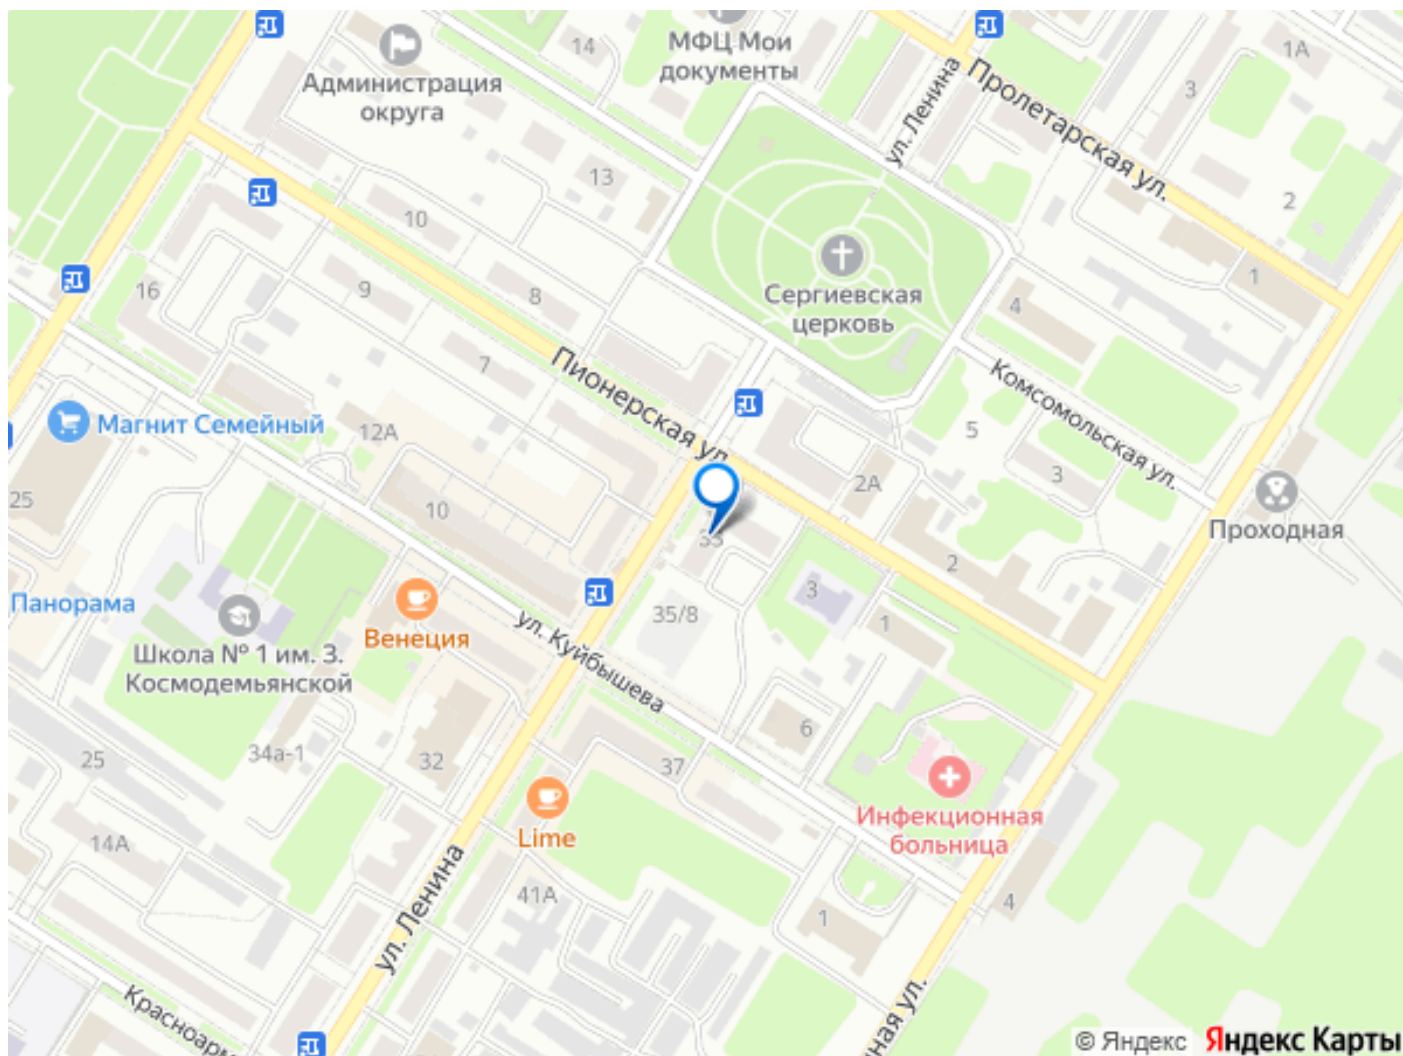 14
МФЦ Мои
документы
1А
Администрация
округа
ул. Ленина
Пролетарская ул.
3
13
2
10
Сергиевская
церковь
1
16
9
8
4
7
Пионерская ул.
Комсомольская ул.
Магнит Семейный
12А
5
3
2А
25
10
33
Проходная
2
Панорама
Венеция
35/8
3
1
ул. Куйбышева
Школа № 1 им. З.
Космодемьянской
6
34а-1
32
37
25
Инфекционная
больница
Lime
14А
41А
4
1
ул. Ленина
Красноарм
ная ул.
© Яндекс Яндекс Карты